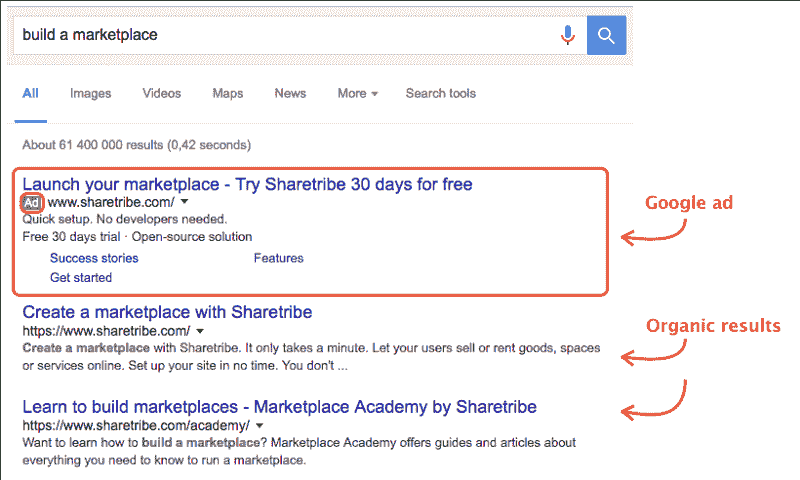 build a marketplace
All Images Videos Maps News More Search tools
About 61 400 000 results (0,42 seconds)
Launch your marketplace - Try Sharetribe 30 days for free
Ad www.sharetribe.com/
Quick setup. No developers needed.
Free 30 days trial · Open-source solution
Success stories Features
Get started
Google ad
Create a marketplace with Sharetribe
https://www.sharetribe.com/
Create a marketplace with Sharetribe. It only takes a minute. Let your users sell or rent goods, spaces
or services online. Set up your site in no time. You don't ...
Organic results
Learn to build marketplaces - Marketplace Academy by Sharetribe
https://www.sharetribe.com/academy/
Want to learn how to build a marketplace? Marketplace Academy offers guides and articles about
everything you need to know to run a marketplace.